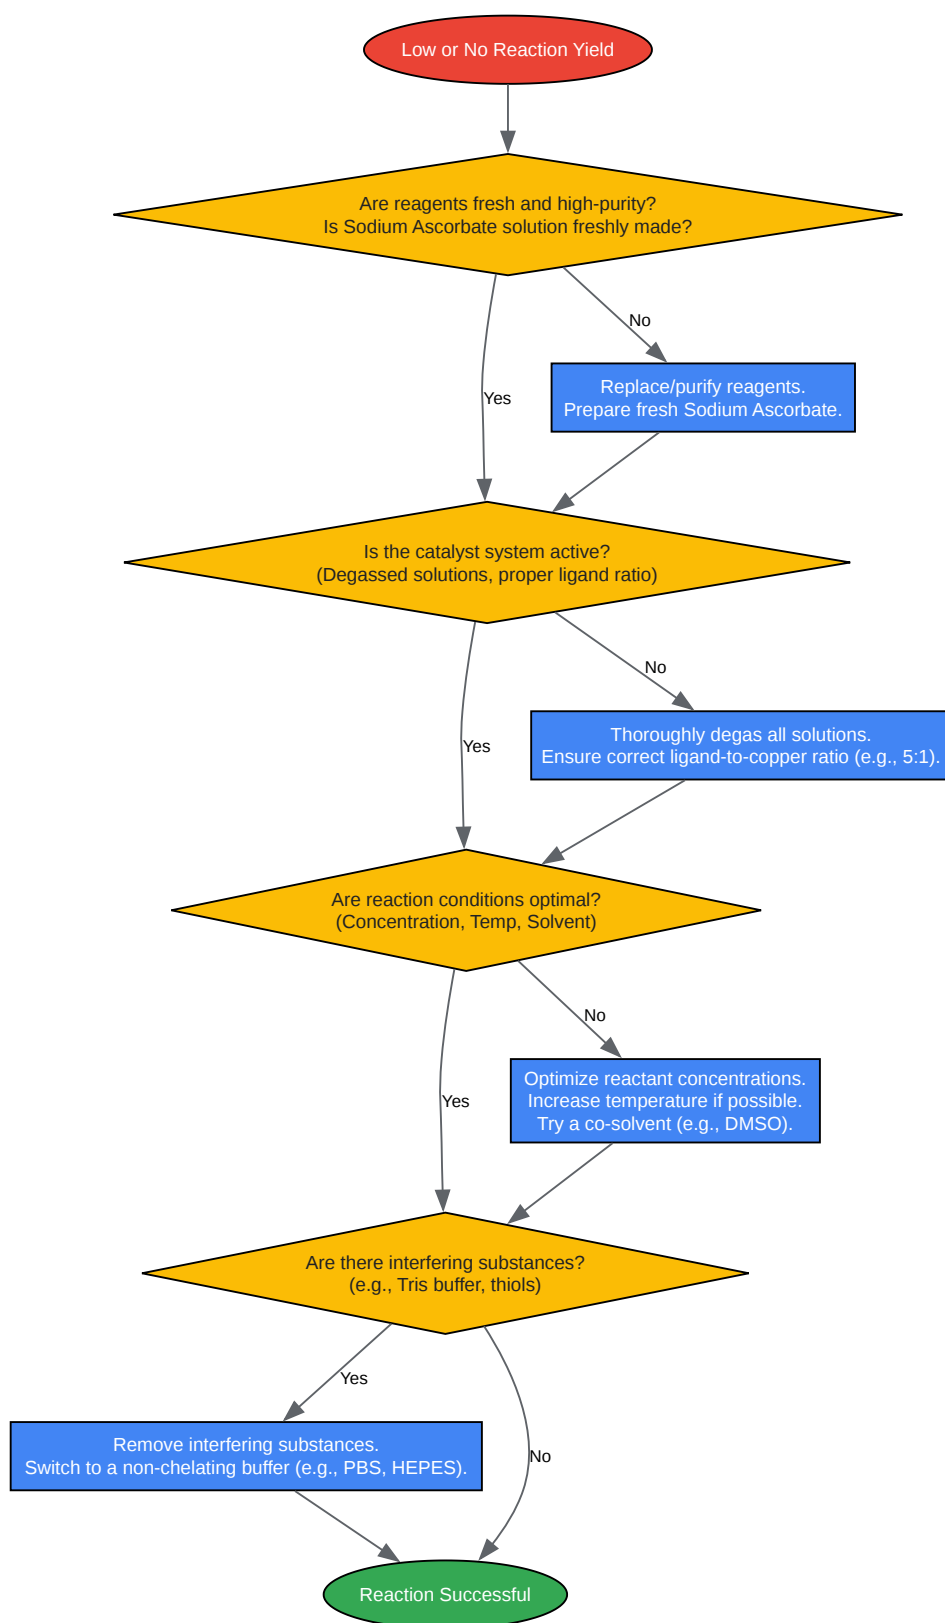 Low or No Reaction Yield
Are reagents fresh and high-purity?
Is Sodium Ascorbate solution freshly made?
No
Yes
Replace/purify reagents.
Prepare fresh Sodium Ascorbate.
Is the catalyst system active?
(Degassed solutions, proper ligand ratio)
No
Yes
Thoroughly degas all solutions.
Ensure correct ligand-to-copper ratio (e.g., 5:1).
Are reaction conditions optimal?
(Concentration, Temp, Solvent)
No
Yes
Optimize reactant concentrations.
Increase temperature if possible.
Try a co-solvent (e.g., DMSO).
Are there interfering substances?
(e.g., Tris buffer, thiols)
Yes
No
Remove interfering substances.
Switch to a non-chelating buffer (e.g., PBS, HEPES).
Reaction Successful